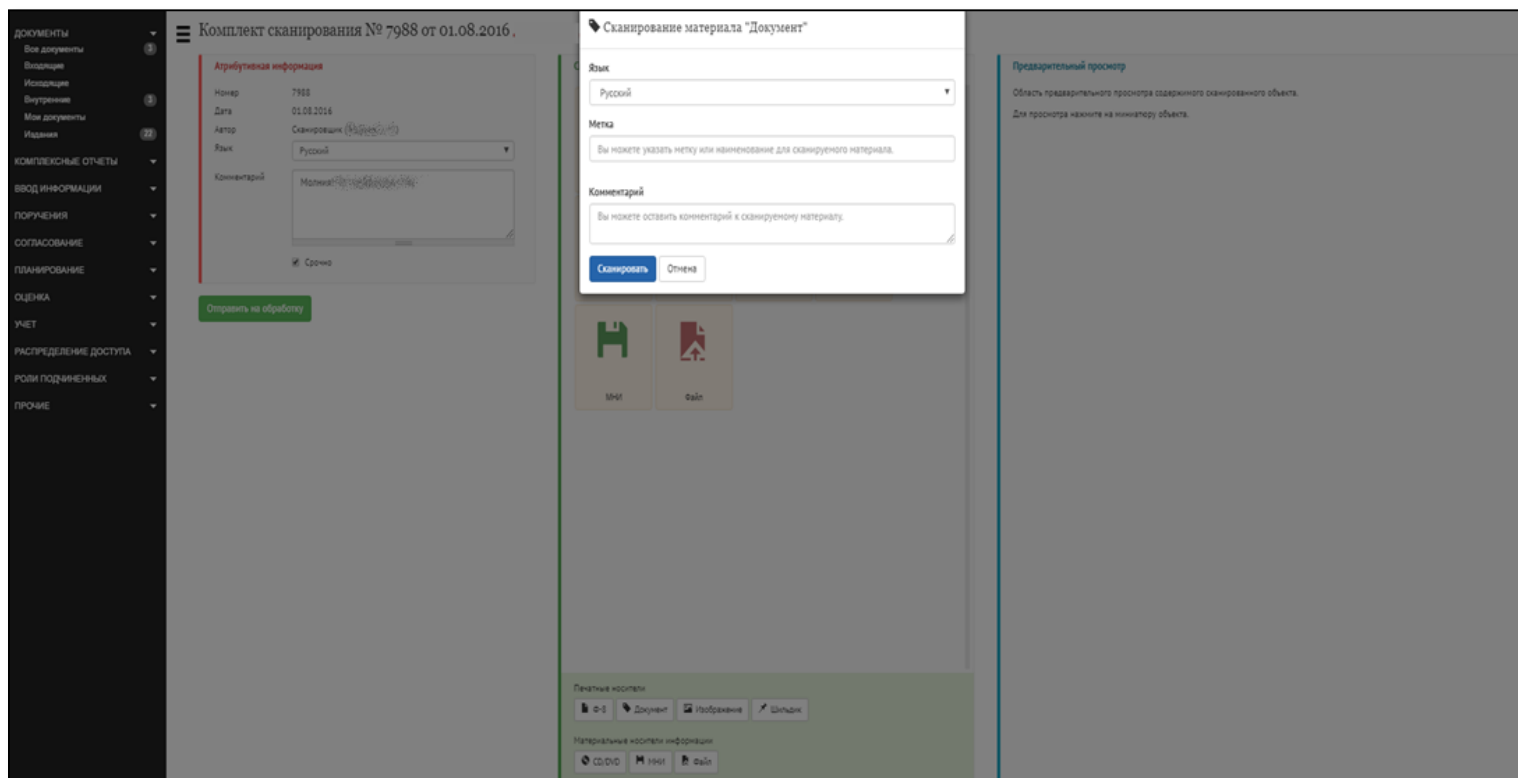 ДОКУМЕНТЫ
Все документы 3
Входящие
Исходящие
Внутренние 3
Мои документы
Издания 22
КОМПЛЕКСНЫЕ ОТЧЕТЫ
ВВОД ИНФОРМАЦИИ
ПОРУЧЕНИЯ
СОГЛАСОВАНИЕ
ПЛАНИРОВАНИЕ
ОЦЕНКА
УЧЕТ
РАСПРЕДЕЛЕНИЕ ДОСТУПА
РОЛИ ПОДЧИНЕННЫХ
ПРОЧИЕ
Комплект сканирования № 7988 от 01.08.2016 .
Атрибутивная информация
Номер 7988
Дата 01.08.2016
Автор Сканировщик
Язык Русский
Комментарий Молния!
Срочно
Отправить на обработку
Сканирование материала "Документ"
Язык
Русский
Метка
Вы можете указать метку или наименование для сканируемого материала.
Комментарий
Вы можете оставить комментарий к сканируемому материалу.
Сканировать Отмена
МНИ Файл
Печатные носители
Ф-3 Документ Изображение Шильдик
Материальные носители информации
CD/DVD МНИ Файл
Предварительный просмотр
Область предварительного просмотра содержимого сканированного объекта.
Для просмотра нажмите на миниатюру объекта.